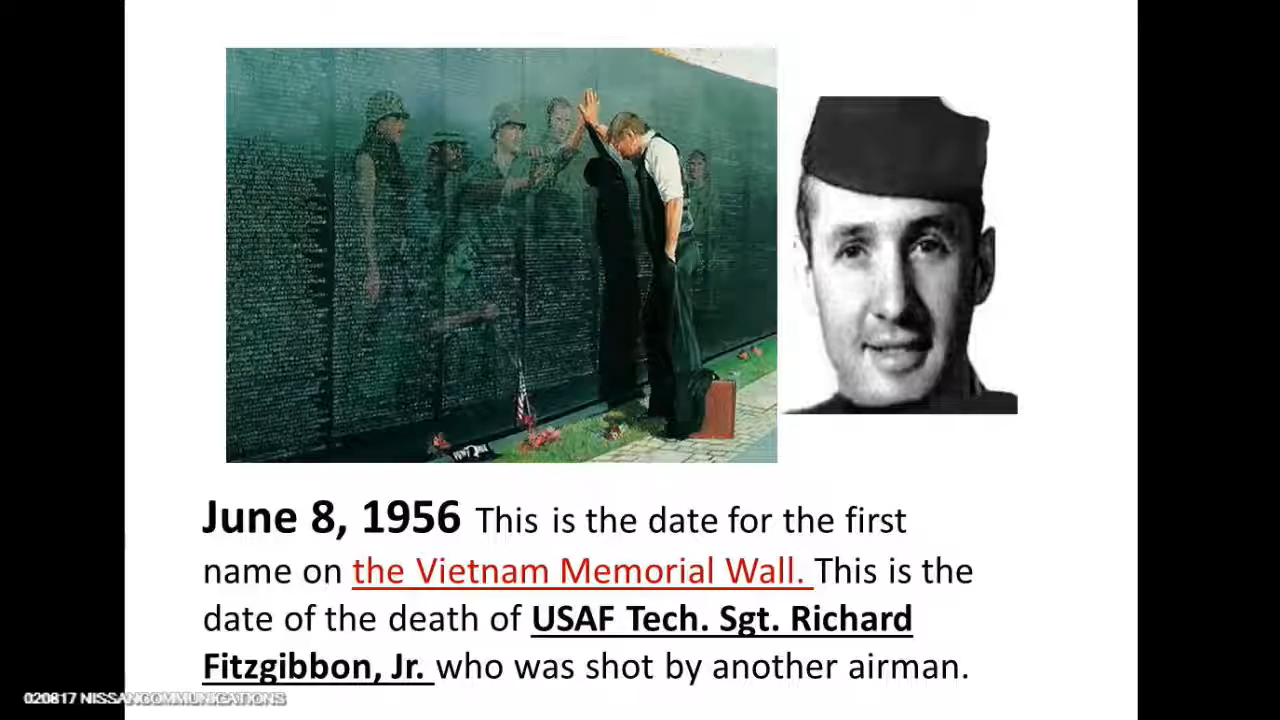 June 8, 1956 This is the date for the first
name on the Vietnam Memorial Wall. This is the
date of the death of USAF Tech. Sgt. Richard
Fitzgibbon, Jr. who was shot by another airman.
020817 NISSANCOMMUNICATIONS